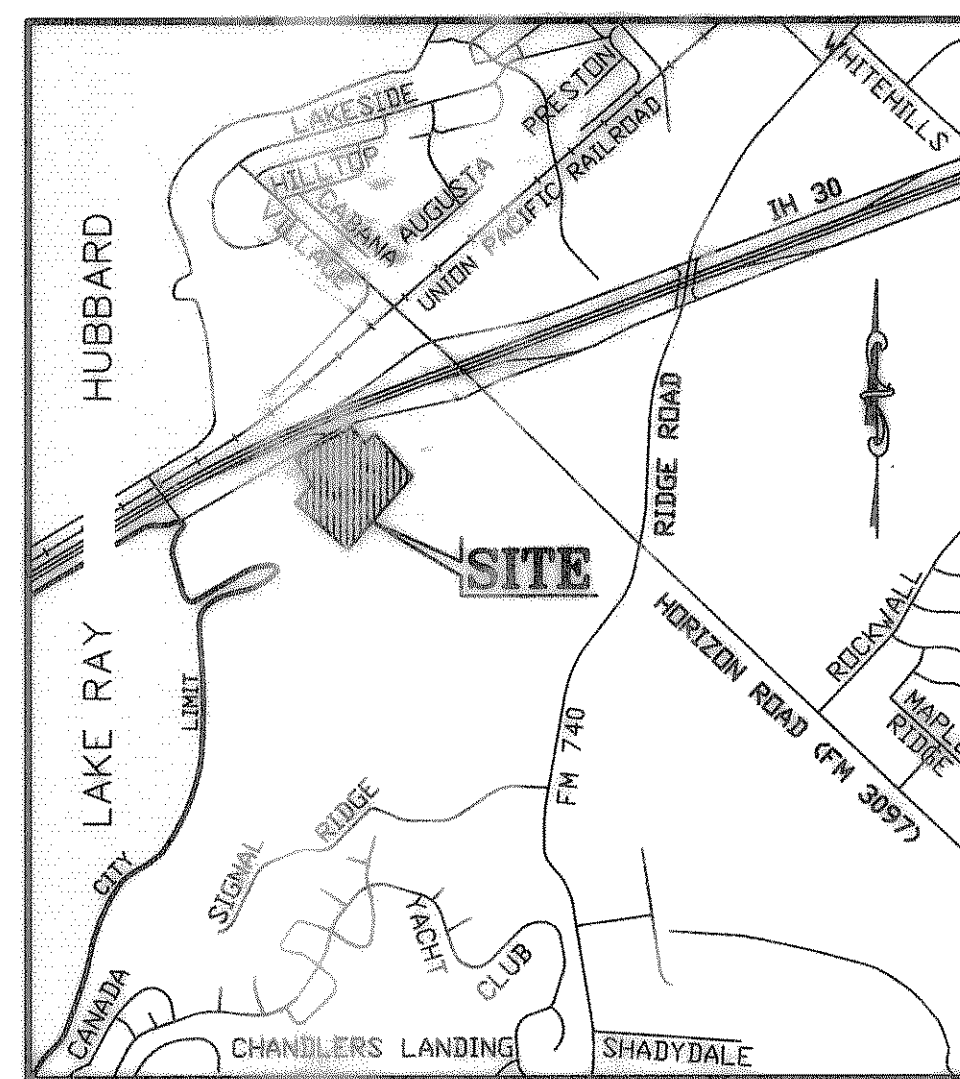 WHITEHILLS
PRESTON
LAKESIDE
HILLTOP
CABANA
AUGUSTA
VILLAGE
UNION PACIFIC RAILROAD
IH 30
LAKE RAY HUBBARD
RIDGE ROAD
SITE
HORIZON ROAD (FM 3097)
ROCKWALL
MAPLE
RIDGE
CITY LIMIT
FM 740
SIGNAL RIDGE
YACHT CLUB
CANADA
CHANDLERS LANDING
SHADYDALE